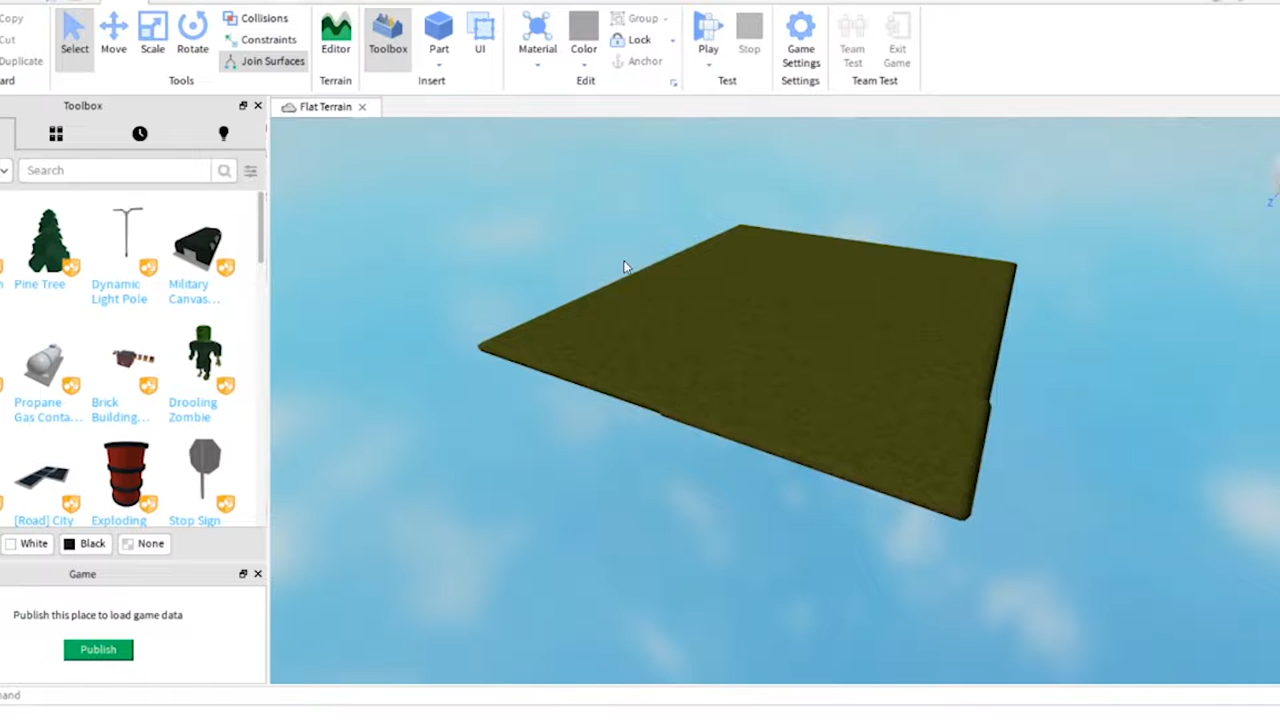 Copy
Cut
Duplicate
ard
Select
Move
Scale
Rotate
Collisions
Constraints
Join Surfaces
Tools
Editor
Terrain
Toolbox
Part
UI
Insert
Material
Color
Group
Lock
Anchor
Edit
Play
Stop
Test
Game
Settings
Settings
Team
Test
Exit
Game
Team Test
Toolbox
Flat Terrain
Search
Pine Tree
Dynamic
Light Pole
Military
Canvas...
Propane
Gas Conta...
Brick
Building...
Drooling
Zombie
[Road] City
Exploding
Stop Sign
White
Black
None
Game
Publish this place to load game data
Publish
nand
Z